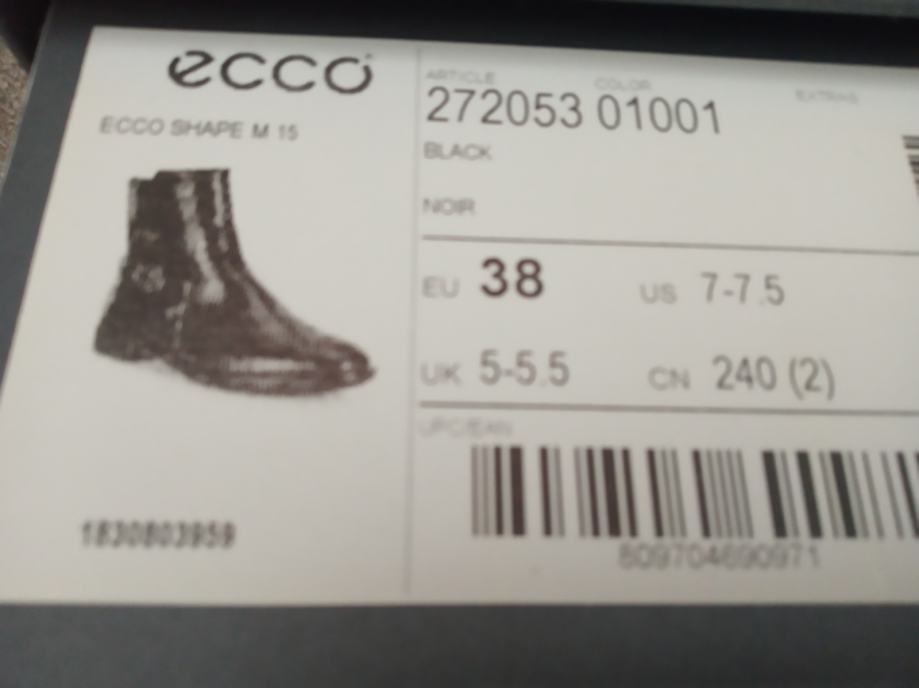 ecco
ECCO SHAPE M 15
1830803959
ARTICLE COLOR EXTRAS
272053 01001
BLACK
NOIR
EU 38 US 7-7.5
UK 5-5.5 CN 240 (2)
UPC/EAN
809704690971